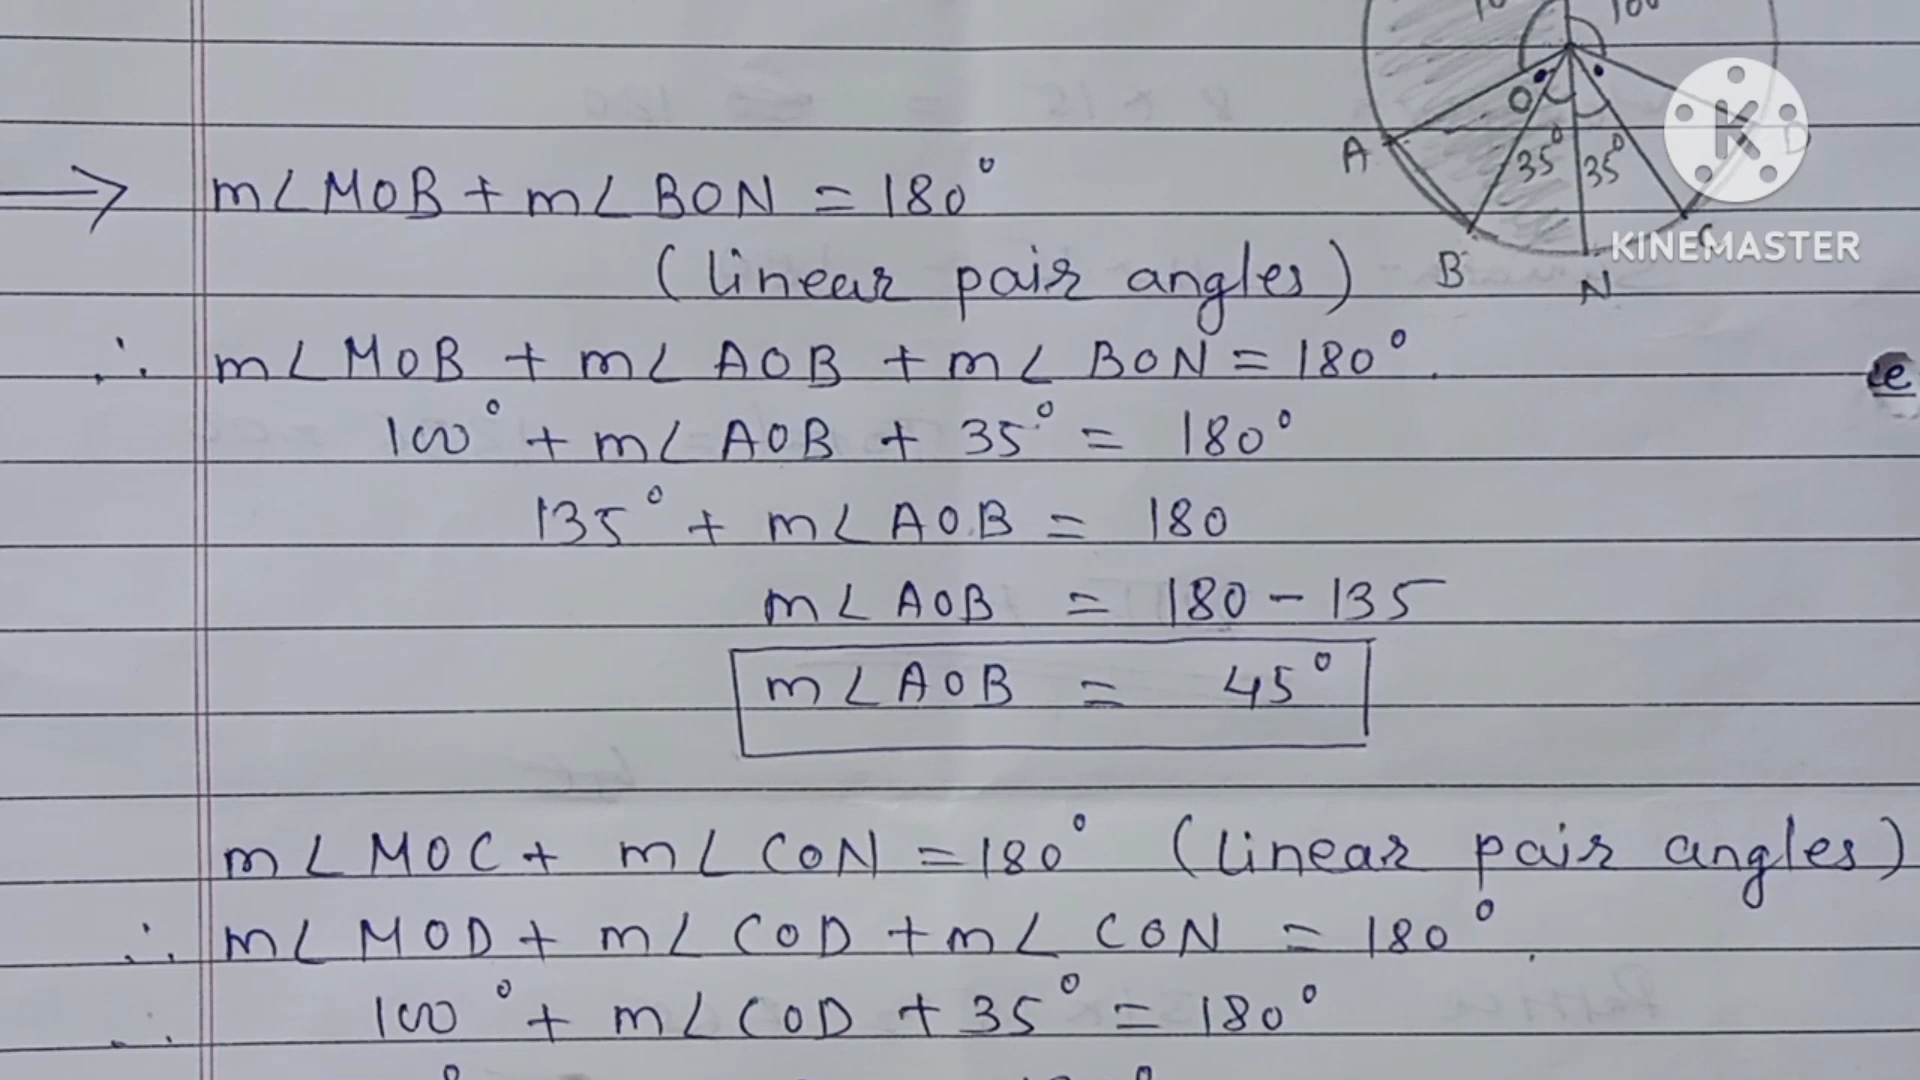 100
m∠MOB + m∠BON = 180°
(linear pair angles)
∴ m∠MOB + m∠AOB + m∠BON = 180°.
100° + m∠AOB + 35° = 180°
135° + m∠AOB = 180
m∠AOB = 180 - 135
m∠AOB = 45°
m∠MOC + m∠CON = 180° (linear pair angles)
∴ m∠MOD + m∠COD + m∠CON = 180°.
∴ 100° + m∠COD + 35° = 180°
O
A
35° 35°
D
B
N
C
K
KINEMASTER